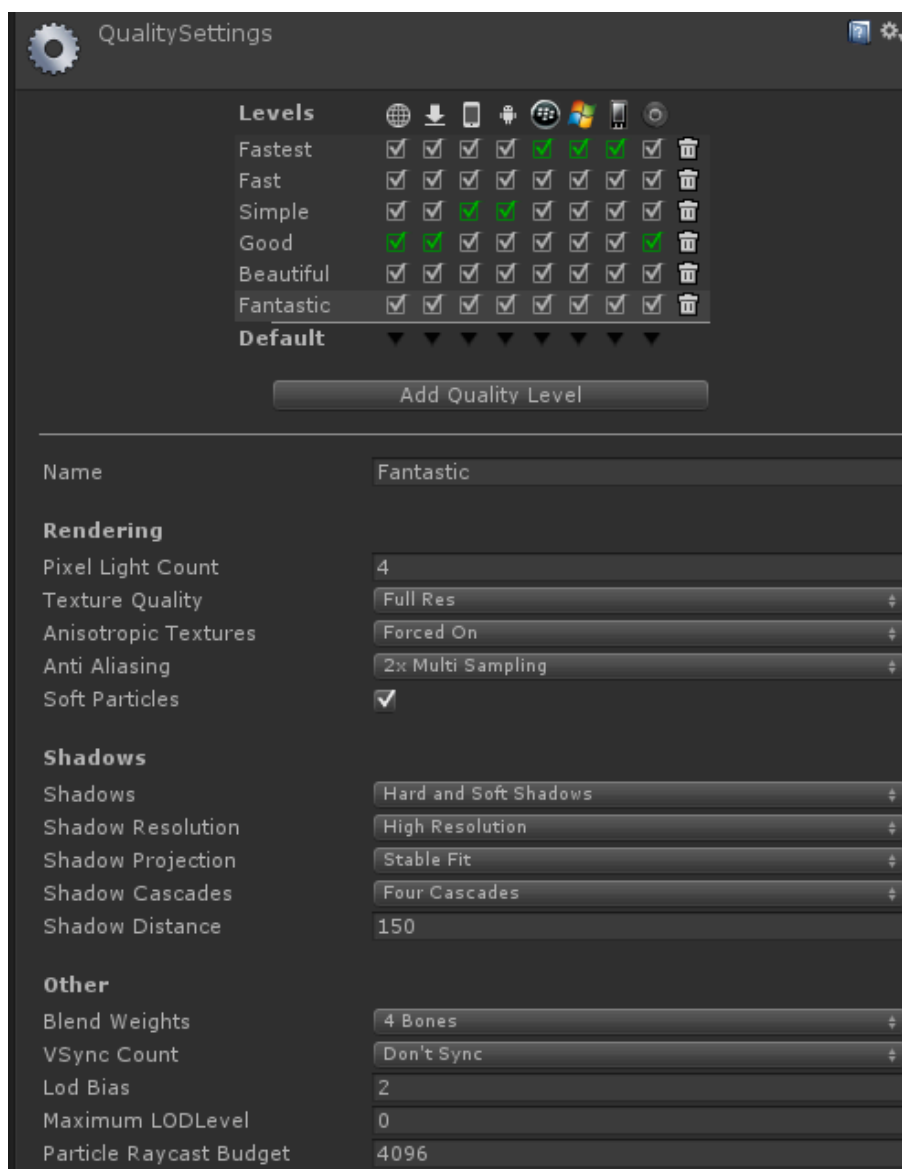 QualitySettings
Levels
Fastest
Fast
Simple
Good
Beautiful
Fantastic
Default
Add Quality Level
Name Fantastic
Rendering
Pixel Light Count 4
Texture Quality Full Res
Anisotropic Textures Forced On
Anti Aliasing 2x Multi Sampling
Soft Particles
Shadows
Shadows Hard and Soft Shadows
Shadow Resolution High Resolution
Shadow Projection Stable Fit
Shadow Cascades Four Cascades
Shadow Distance 150
Other
Blend Weights 4 Bones
VSync Count Don't Sync
Lod Bias 2
Maximum LODLevel 0
Particle Raycast Budget 4096